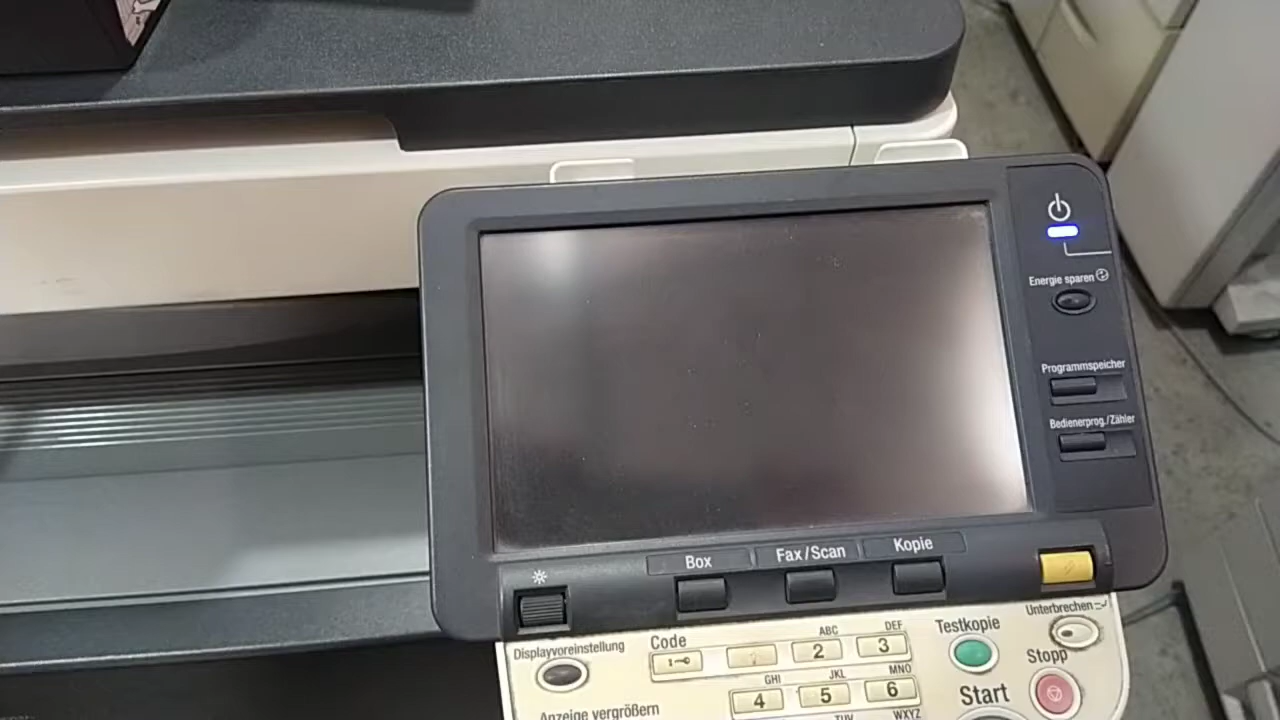 Energie sparen
Programmspeicher
Bedienerprog./Zähler
Box
Fax/Scan
Kopie
Unterbrechen
Displayvoreinstellung
Code
ABC
DEF
2
3
Testkopie
Stopp
GHI
JKL
MNO
4
5
6
Start
Anzeige vergrößern
TUV
WXYZ